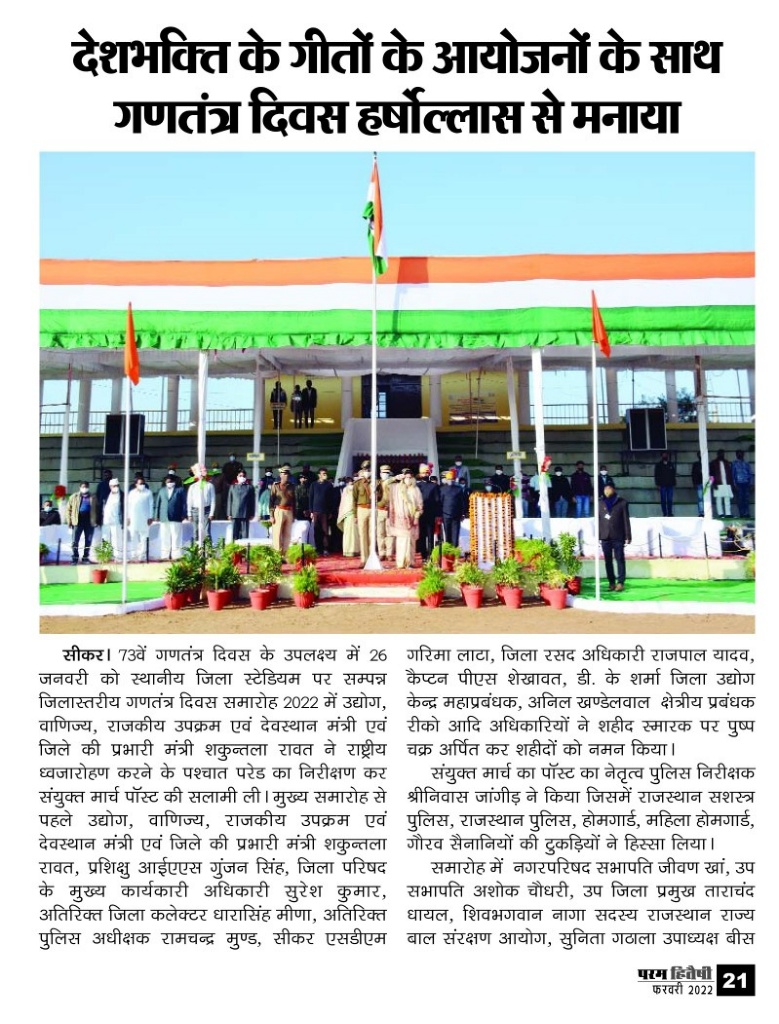 देशभक्ति के गीतों के आयोजनों के साथ
गणतंत्र दिवस हर्षोल्लास से मनाया
सीकर। 73वें गणतंत्र दिवस के उपलक्ष्य में 26
जनवरी को स्थानीय जिला स्टेडियम पर सम्पन्न
जिलास्तरीय गणतंत्र दिवस समारोह 2022 में उद्योग,
वाणिज्य, राजकीय उपक्रम एवं देवस्थान मंत्री एवं
जिले की प्रभारी मंत्री शकुन्तला रावत ने राष्ट्रीय
ध्वजारोहण करने के पश्चात परेड का निरीक्षण कर
संयुक्त मार्च पॉस्ट की सलामी ली। मुख्य समारोह से
पहले उद्योग, वाणिज्य, राजकीय उपक्रम एवं
देवस्थान मंत्री एवं जिले की प्रभारी मंत्री शकुन्तला
रावत, प्रशिक्षु आईएएस गुंजन सिंह, जिला परिषद
के मुख्य कार्यकारी अधिकारी सुरेश कुमार,
अतिरिक्त जिला कलेक्टर धारासिंह मीणा, अतिरिक्त
पुलिस अधीक्षक रामचन्द्र मुण्ड, सीकर एसडीएम
गरिमा लाटा, जिला रसद अधिकारी राजपाल यादव,
कैप्टन पीएस शेखावत, डी. के शर्मा जिला उद्योग
केन्द्र महाप्रबंधक, अनिल खण्डेलवाल क्षेत्रीय प्रबंधक
रीको आदि अधिकारियों ने शहीद स्मारक पर पुष्प
चक्र अर्पित कर शहीदों को नमन किया।
संयुक्त मार्च का पॉस्ट का नेतृत्व पुलिस निरीक्षक
श्रीनिवास जांगीड़ ने किया जिसमें राजस्थान सशस्त्र
पुलिस, राजस्थान पुलिस, होमगार्ड, महिला होमगार्ड,
गौरव सैनानियों की टुकड़ियों ने हिस्सा लिया।
समारोह में नगरपरिषद सभापति जीवण खां, उप
सभापति अशोक चौधरी, उप जिला प्रमुख ताराचंद
धायल, शिवभगवान नागा सदस्य राजस्थान राज्य
बाल संरक्षण आयोग, सुनिता गठाला उपाध्यक्ष बीस
परम हितैषी
फरवरी 2022
21